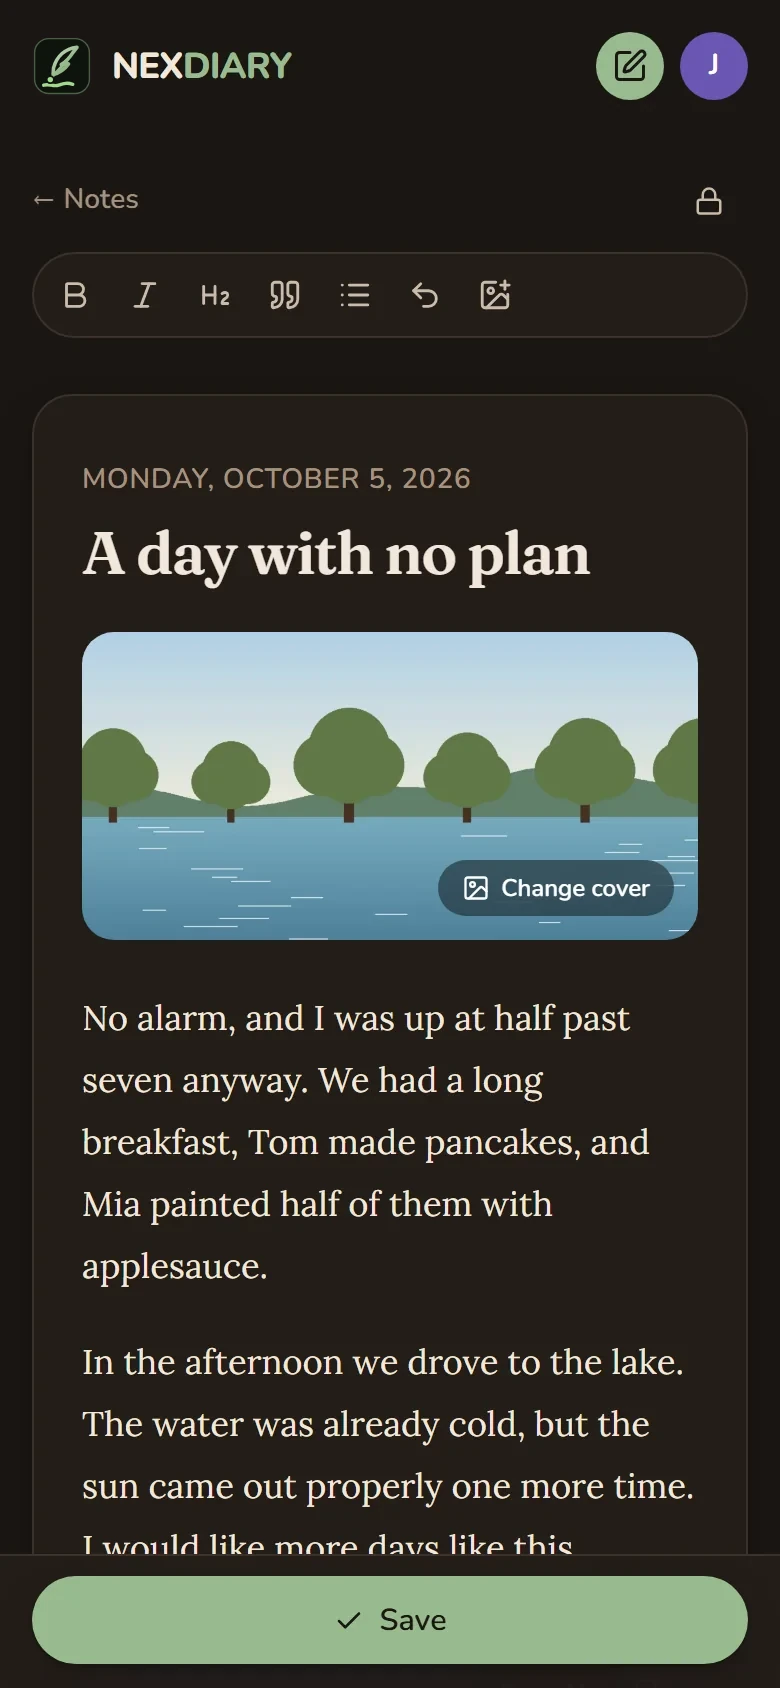 NEXDIARY
J
← Notes
B I H2
MONDAY, OCTOBER 5, 2026
A day with no plan
Change cover
No alarm, and I was up at half past
seven anyway. We had a long
breakfast, Tom made pancakes, and
Mia painted half of them with
applesauce.
In the afternoon we drove to the lake.
The water was already cold, but the
sun came out properly one more time.
I would like more days like this
Save